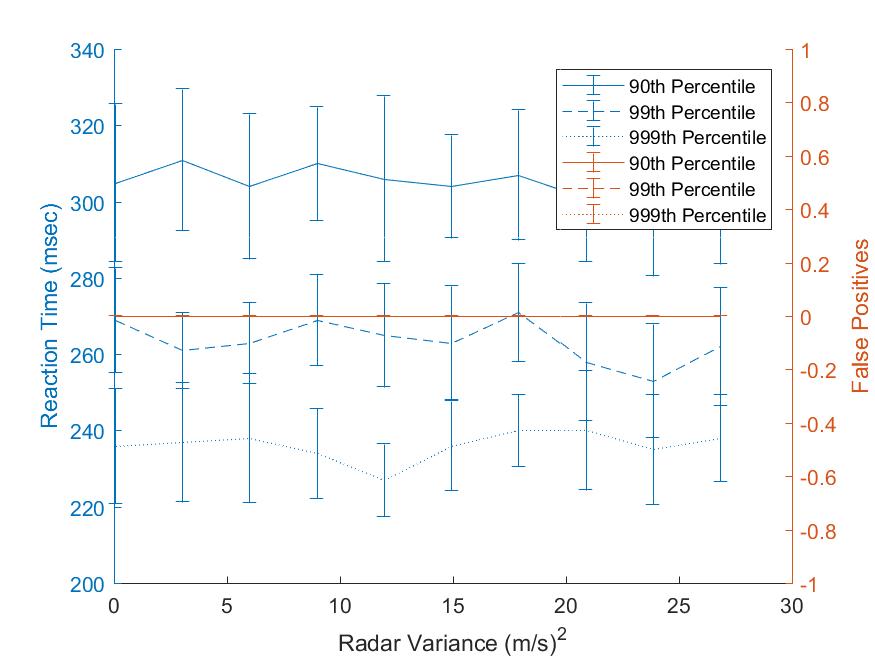 340
320
300
280
260
240
220
200
Reaction Time (msec)
90th Percentile
99th Percentile
999th Percentile
90th Percentile
99th Percentile
999th Percentile
1
0.8
0.6
0.4
0.2
0
-0.2
-0.4
-0.6
-0.8
-1
False Positives
0 5 10 15 20 25 30
Radar Variance (m/s)²